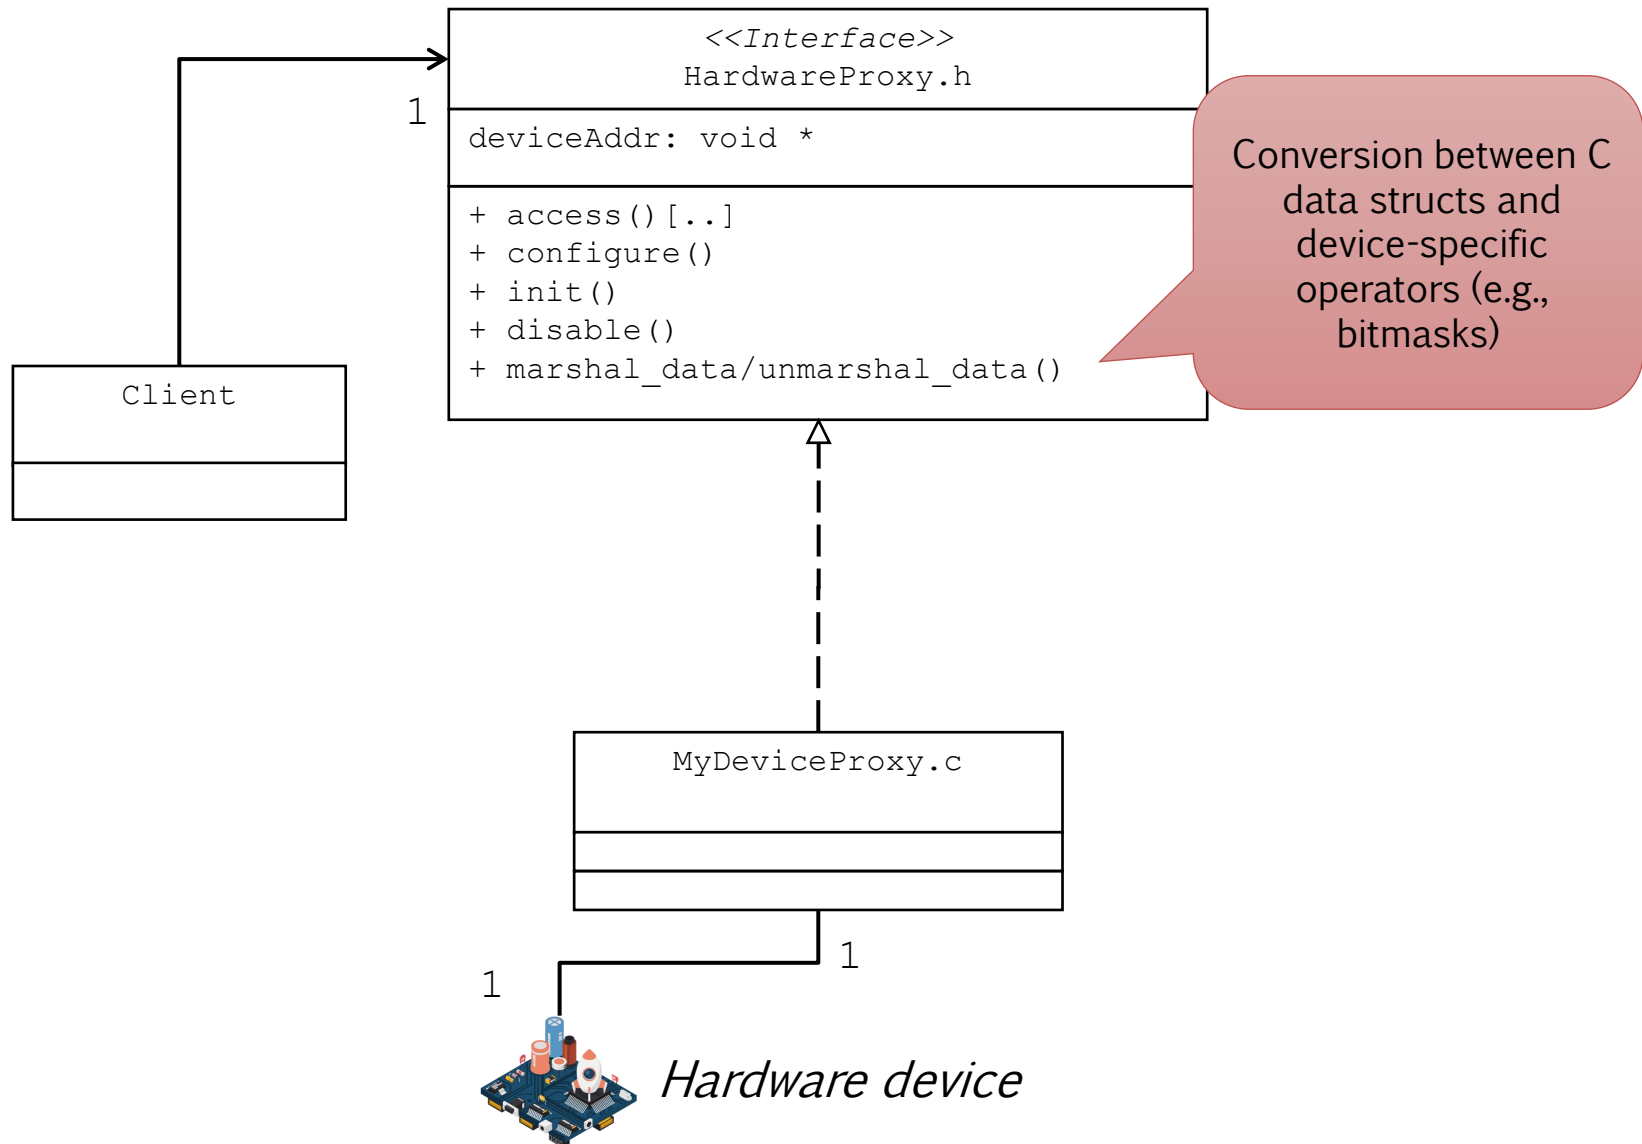 <<Interface>>
HardwareProxy.h
1
deviceAddr: void *
+ access()[..]
+ configure()
+ init()
+ disable()
+ marshal_data/unmarshal_data()
Conversion between C
data structs and
device-specific
operators (e.g.,
bitmasks)
Client
MyDeviceProxy.c
1
1
Hardware device